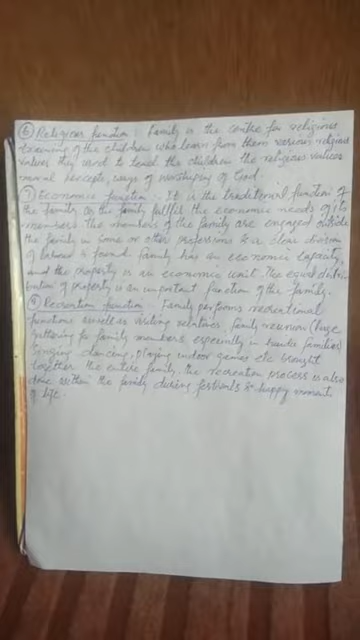 ⑥ Religious function :- Family is the centre for religious
training of the children who learn from them various religious
values they want to teach the children the religious values
moral precepts, ways of worshiping of God.
⑦ Economic function :- It is the traditional function of
the family as the family fulfil the economic needs of its
members. The members of the family are engaged outside
the family in some or other professions & a clear division
of labour is found. Family has an economic capacity,
and the property is an economic unit. The equal distri
bution of property is an important function of the family.
⑧ Recreation function :- Family performs recreational
functions as well as visiting relatives, family reunion (large
gathering for family members especially in families)
Singing, dancing, playing indoor games etc brought
together the entire family. The recreation process is also
done within the family during festivals & happy moment
of life.